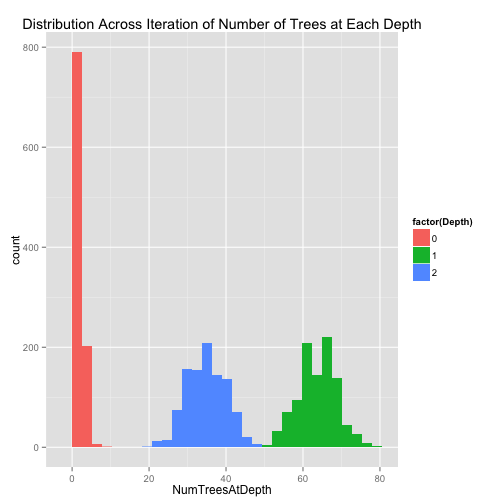 Distribution Across Iteration of Number of Trees at Each Depth
800
600
400
200
0
count
0 20 40 60 80
NumTreesAtDepth
factor(Depth)
0
1
2